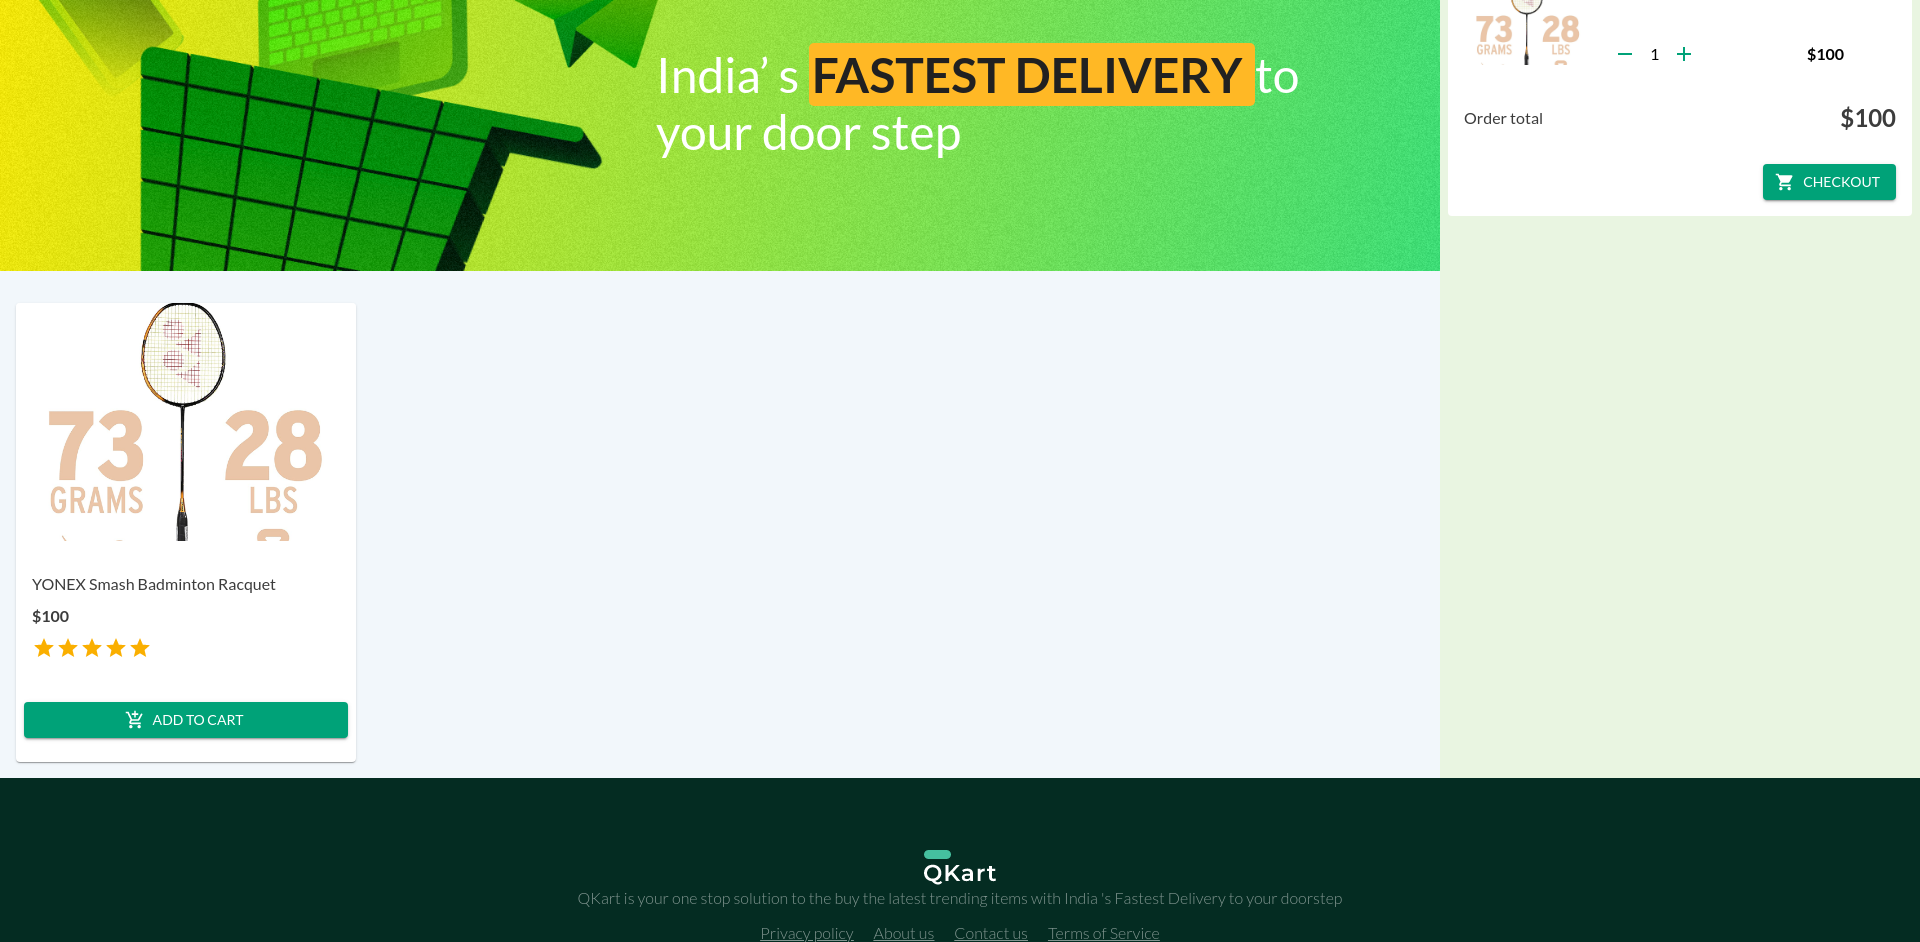 India’ s FASTEST DELIVERY to
your door step
73
GRAMS
28
LBS
1
$100
Order total
$100
CHECKOUT
73
GRAMS
28
LBS
YONEX Smash Badminton Racquet
$100
ADD TO CART
QKart
QKart is your one stop solution to the buy the latest trending items with India 's Fastest Delivery to your doorstep
Privacy policy About us Contact us Terms of Service